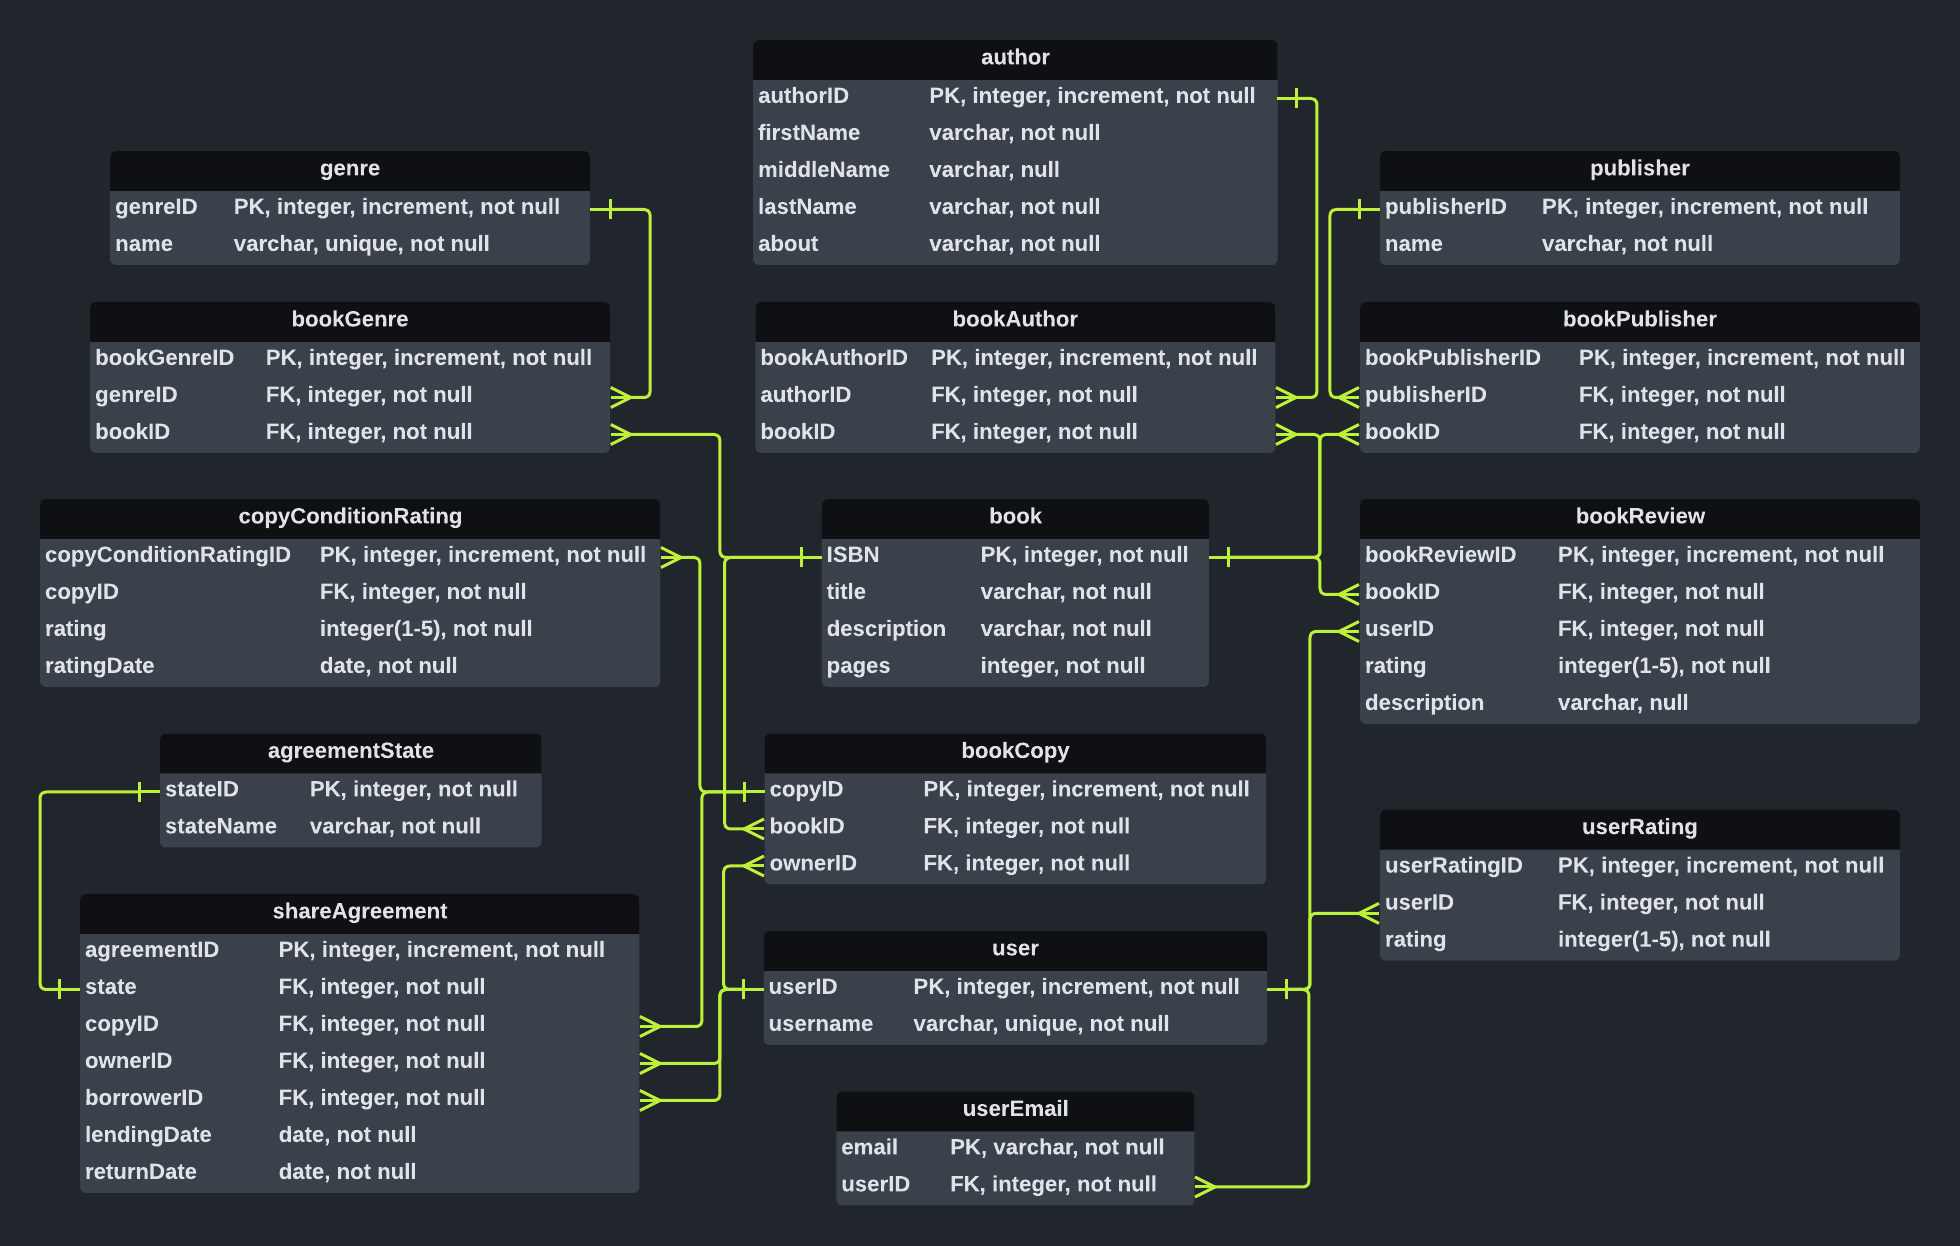 author
authorID PK, integer, increment, not null
firstName varchar, not null
middleName varchar, null
lastName varchar, not null
about varchar, not null
genre
genreID PK, integer, increment, not null
name varchar, unique, not null
publisher
publisherID PK, integer, increment, not null
name varchar, not null
bookGenre
bookGenreID PK, integer, increment, not null
genreID FK, integer, not null
bookID FK, integer, not null
bookAuthor
bookAuthorID PK, integer, increment, not null
authorID FK, integer, not null
bookID FK, integer, not null
bookPublisher
bookPublisherID PK, integer, increment, not null
publisherID FK, integer, not null
bookID FK, integer, not null
copyConditionRating
copyConditionRatingID PK, integer, increment, not null
copyID FK, integer, not null
rating integer(1-5), not null
ratingDate date, not null
book
ISBN PK, integer, not null
title varchar, not null
description varchar, not null
pages integer, not null
bookReview
bookReviewID PK, integer, increment, not null
bookID FK, integer, not null
userID FK, integer, not null
rating integer(1-5), not null
description varchar, null
agreementState
stateID PK, integer, not null
stateName varchar, not null
bookCopy
copyID PK, integer, increment, not null
bookID FK, integer, not null
ownerID FK, integer, not null
userRating
userRatingID PK, integer, increment, not null
userID FK, integer, not null
rating integer(1-5), not null
shareAgreement
agreementID PK, integer, increment, not null
state FK, integer, not null
copyID FK, integer, not null
ownerID FK, integer, not null
borrowerID FK, integer, not null
lendingDate date, not null
returnDate date, not null
user
userID PK, integer, increment, not null
username varchar, unique, not null
userEmail
email PK, varchar, not null
userID FK, integer, not null